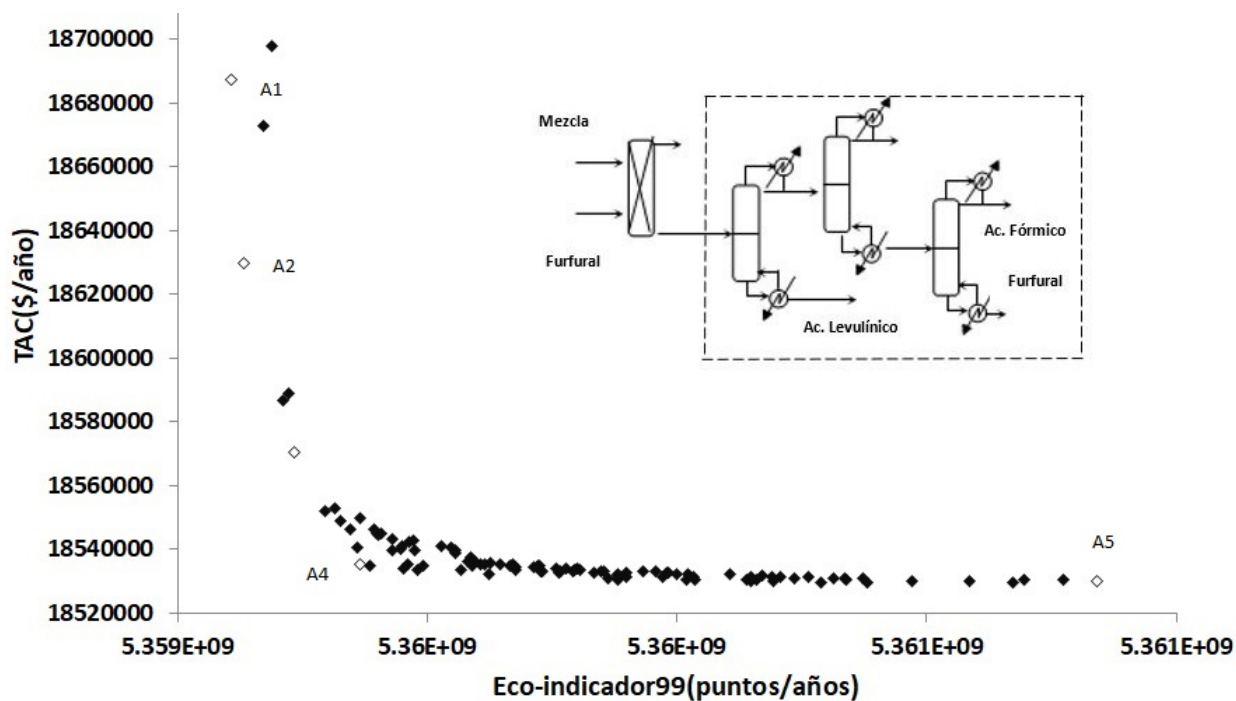 18700000
18680000
18660000
18640000
18620000
18600000
18580000
18560000
18540000
18520000
TAC($/año)
A1
A2
A4
A5
Mezcla
Furfural
Ac. Levulínico
Ac. Fórmico
Furfural
5.359E+09
5.36E+09
5.36E+09
5.361E+09
5.361E+09
Eco-indicador99(puntos/años)